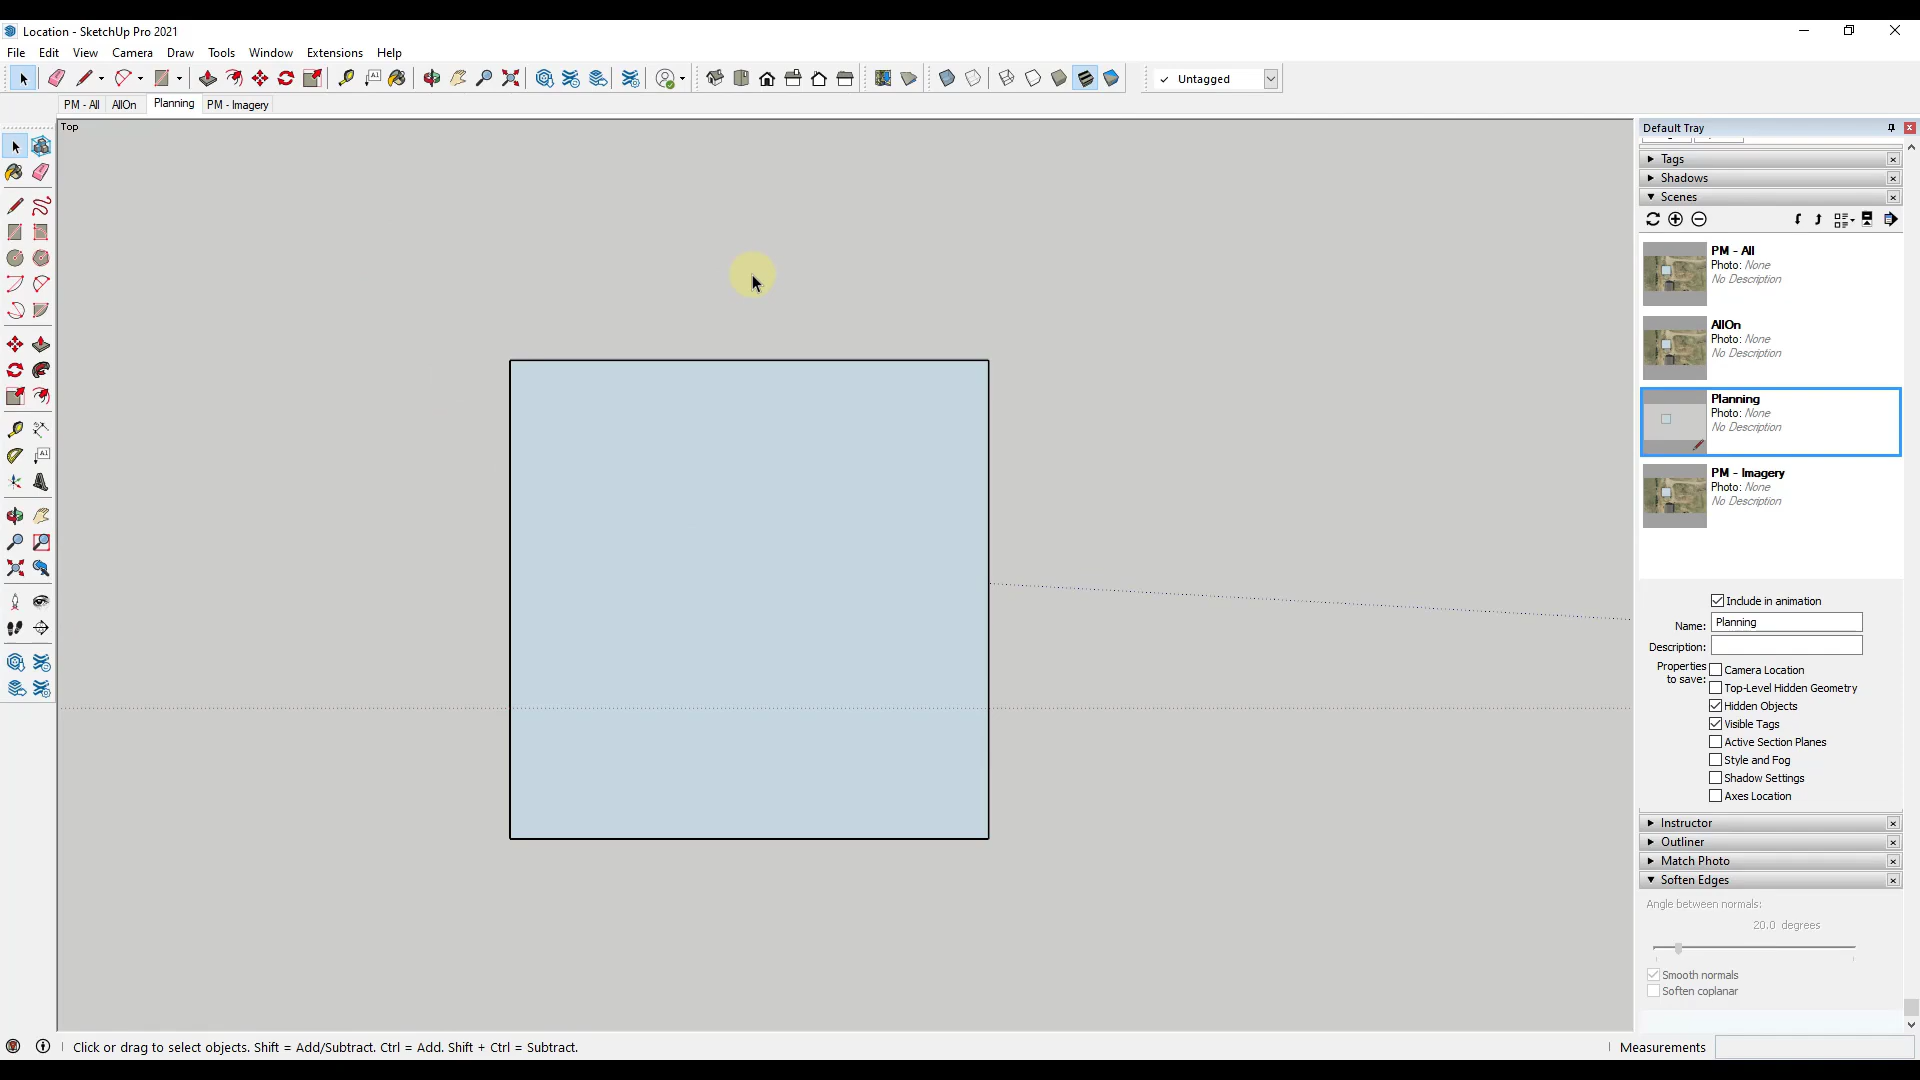 Location - SketchUp Pro 2021
File Edit View Camera Draw Tools Window Extensions Help
Untagged
PM - All AllOn Planning PM - Imagery
Top
Default Tray
Tags
Shadows
Scenes
PM - All
Photo: None
No Description
AllOn
Photo: None
No Description
Planning
Photo: None
No Description
PM - Imagery
Photo: None
No Description
Include in animation
Name: Planning
Description:
Properties to save:
Camera Location
Top-Level Hidden Geometry
Hidden Objects
Visible Tags
Active Section Planes
Style and Fog
Shadow Settings
Axes Location
Instructor
Outliner
Match Photo
Soften Edges
Angle between normals:
20.0 degrees
Smooth normals
Soften coplanar
Click or drag to select objects. Shift = Add/Subtract. Ctrl = Add. Shift + Ctrl = Subtract.
Measurements